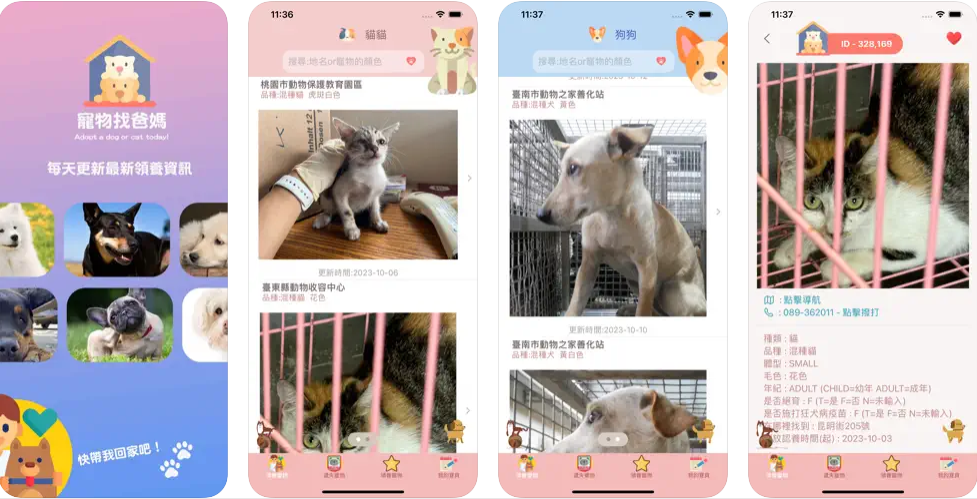 寵物找爸媽
Adopt a dog or cat today!
每天更新最新領養資訊
快帶我回家吧！
11:36
貓貓
搜尋:地名or寵物的顏色
桃園市動物保護教育園區
品種:混種貓 虎斑白色
Inhalt 12
更新時間:2023-10-06
臺東縣動物收容中心
品種:混種貓 花色
11:37
狗狗
搜尋:地名or寵物的顏色
更新時間:2023-10-12
臺南市動物之家善化站
品種:混種犬 黃色
更新時間:2023-10-10
臺南市動物之家善化站
品種:混種犬 黃白色
11:37
ID - 328,169
: 點擊導航
: 089-362011 - 點擊撥打
種類 : 貓
品種 : 混種貓
體型 : SMALL
毛色 : 花色
年紀 : ADULT (CHILD=幼年 ADULT=成年)
是否絕育 : F (T=是 F=否 N=未輸入)
是否施打狂犬病疫苗 : F (T=是 F=否 N=未輸入)
在哪裡找到 : 昆明街205號
放認養時間(起) : 2023-10-03